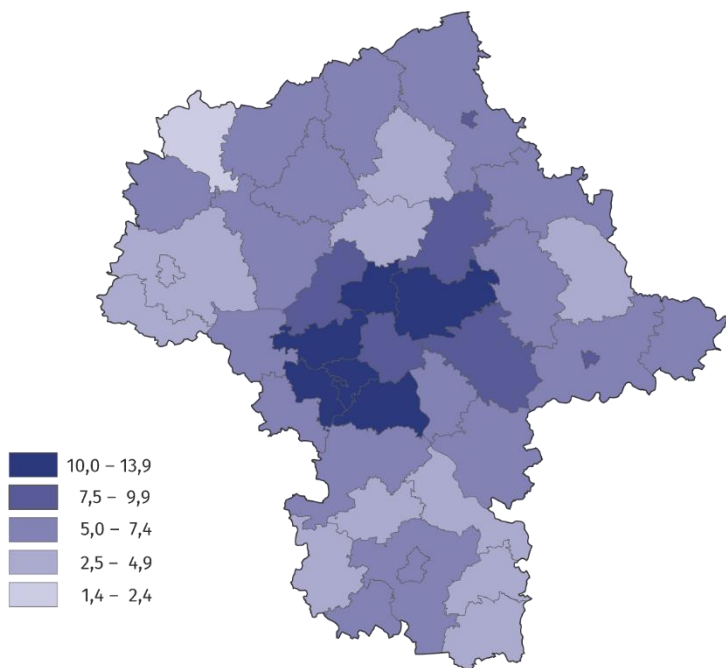 10,0 – 13,9
7,5 – 9,9
5,0 – 7,4
2,5 – 4,9
1,4 – 2,4